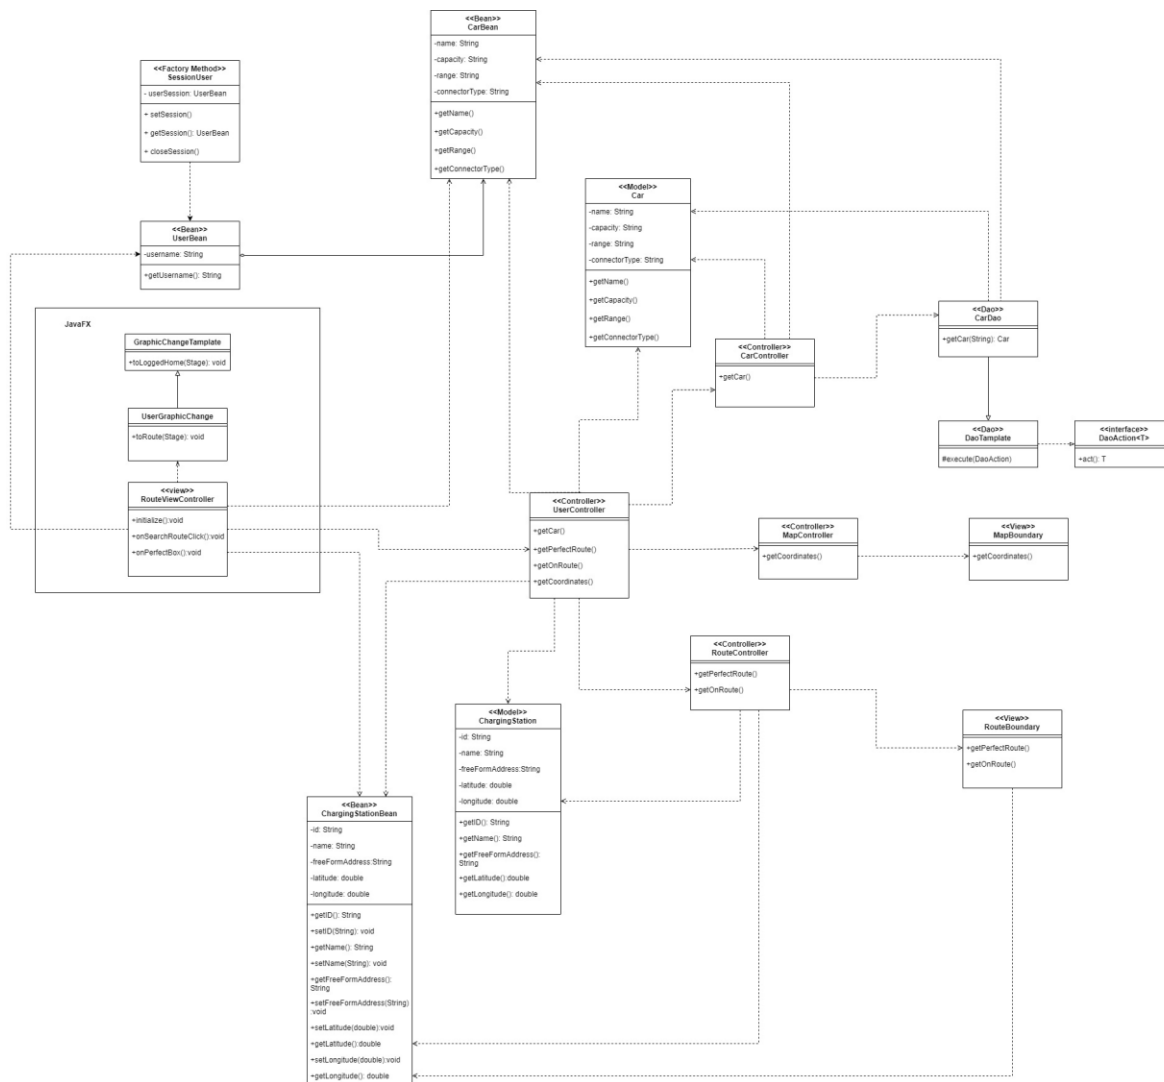 <<Bean>>
CarBean
-name: String
-capacity: String
-range: String
-connectorType: String
+getName()
+getCapacity()
+getRange()
+getConnectorType()
<<Factory Method>>
SessionUser
- userSession: UserBean
+ setSession()
+ getSession(): UserBean
+ closeSession()
<<Model>>
Car
-name: String
-capacity: String
-range: String
-connectorType: String
+getName()
+getCapacity()
+getRange()
+getConnectorType()
<<Bean>>
UserBean
-username: String
+getUsername(): String
JavaFX
GraphicChangeTamplate
+toLoggedHome(Stage): void
UserGraphicChange
+toRoute(Stage): void
<<view>>
RouteViewController
+initialize():void
+onSearchRouteClick():void
+onPerfectBox():void
<<Controller>>
CarController
+getCar()
<<Dao>>
CarDao
+getCar(String): Car
<<Dao>>
DaoTamplate
#execute(DaoAction)
<<interface>>
DaoAction<T>
+act(): T
<<Controller>>
UserController
+getCar()
+getPerfectRoute()
+getOnRoute()
+getCoordinates()
<<Controller>>
MapController
+getCoordinates()
<<View>>
MapBoundary
+getCoordinates()
<<Controller>>
RouteController
+getPerfectRoute()
+getOnRoute()
<<View>>
RouteBoundary
+getPerfectRoute()
+getOnRoute()
<<Model>>
ChargingStation
-id: String
-name: String
-freeFormAddress:String
-latitude: double
-longitude: double
+getID(): String
+getName(): String
+getFreeFormAddress():
String
+getLatitude():double
+getLongitude(): double
<<Bean>>
ChargingStationBean
-id: String
-name: String
-freeFormAddress:String
-latitude: double
-longitude: double
+getID(): String
+setID(String): void
+getName(): String
+setName(String): void
+getFreeFormAddress():
String
+setFreeFormAddress(String)
:void
+setLatitude(double):void
+getLatitude():double
+setLongitude(double):void
+getLongitude(): double